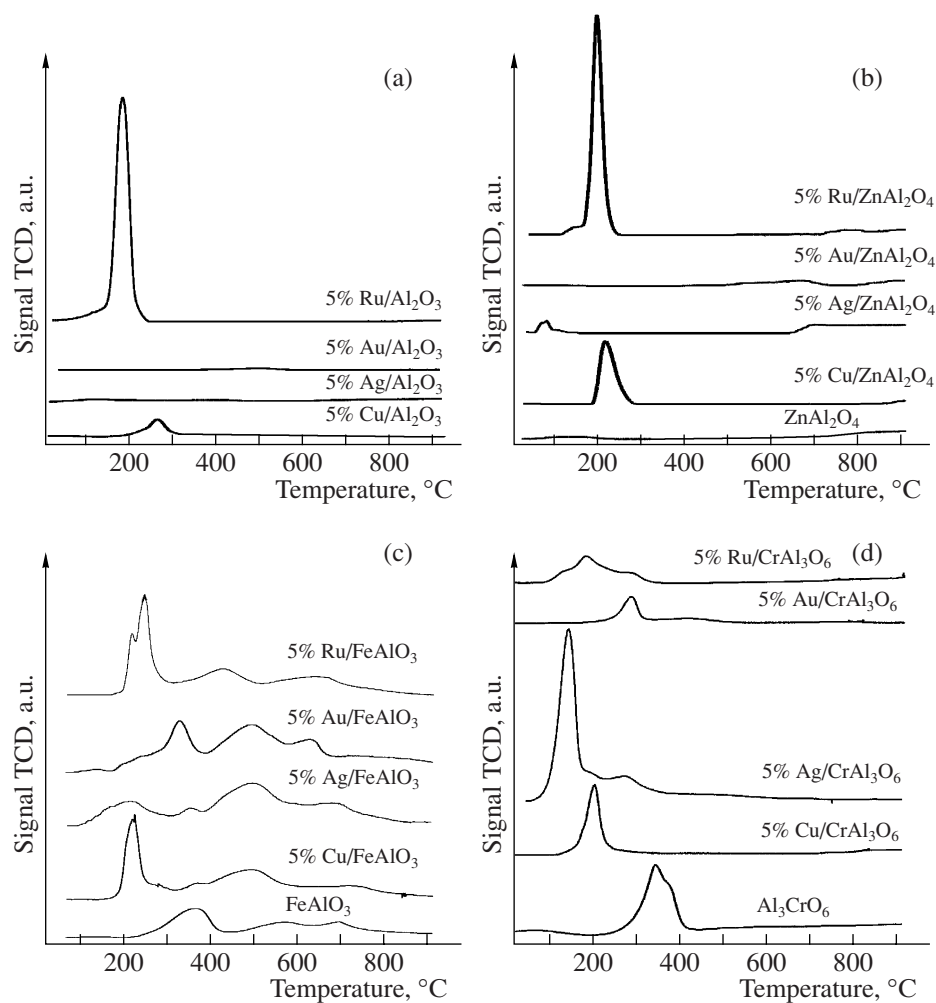 (a)
Signal TCD, a.u.
5% Ru/Al₂O₃
5% Au/Al₂O₃
5% Ag/Al₂O₃
5% Cu/Al₂O₃
200 400 600 800
Temperature, °C
(b)
Signal TCD, a.u.
5% Ru/ZnAl₂O₄
5% Au/ZnAl₂O₄
5% Ag/ZnAl₂O₄
5% Cu/ZnAl₂O₄
ZnAl₂O₄
200 400 600 800
Temperature, °C
(c)
Signal TCD, a.u.
5% Ru/FeAlO₃
5% Au/FeAlO₃
5% Ag/FeAlO₃
5% Cu/FeAlO₃
FeAlO₃
200 400 600 800
Temperature, °C
(d)
Signal TCD, a.u.
5% Ru/CrAl₃O₆
5% Au/CrAl₃O₆
5% Ag/CrAl₃O₆
5% Cu/CrAl₃O₆
Al₃CrO₆
200 400 600 800
Temperature, °C